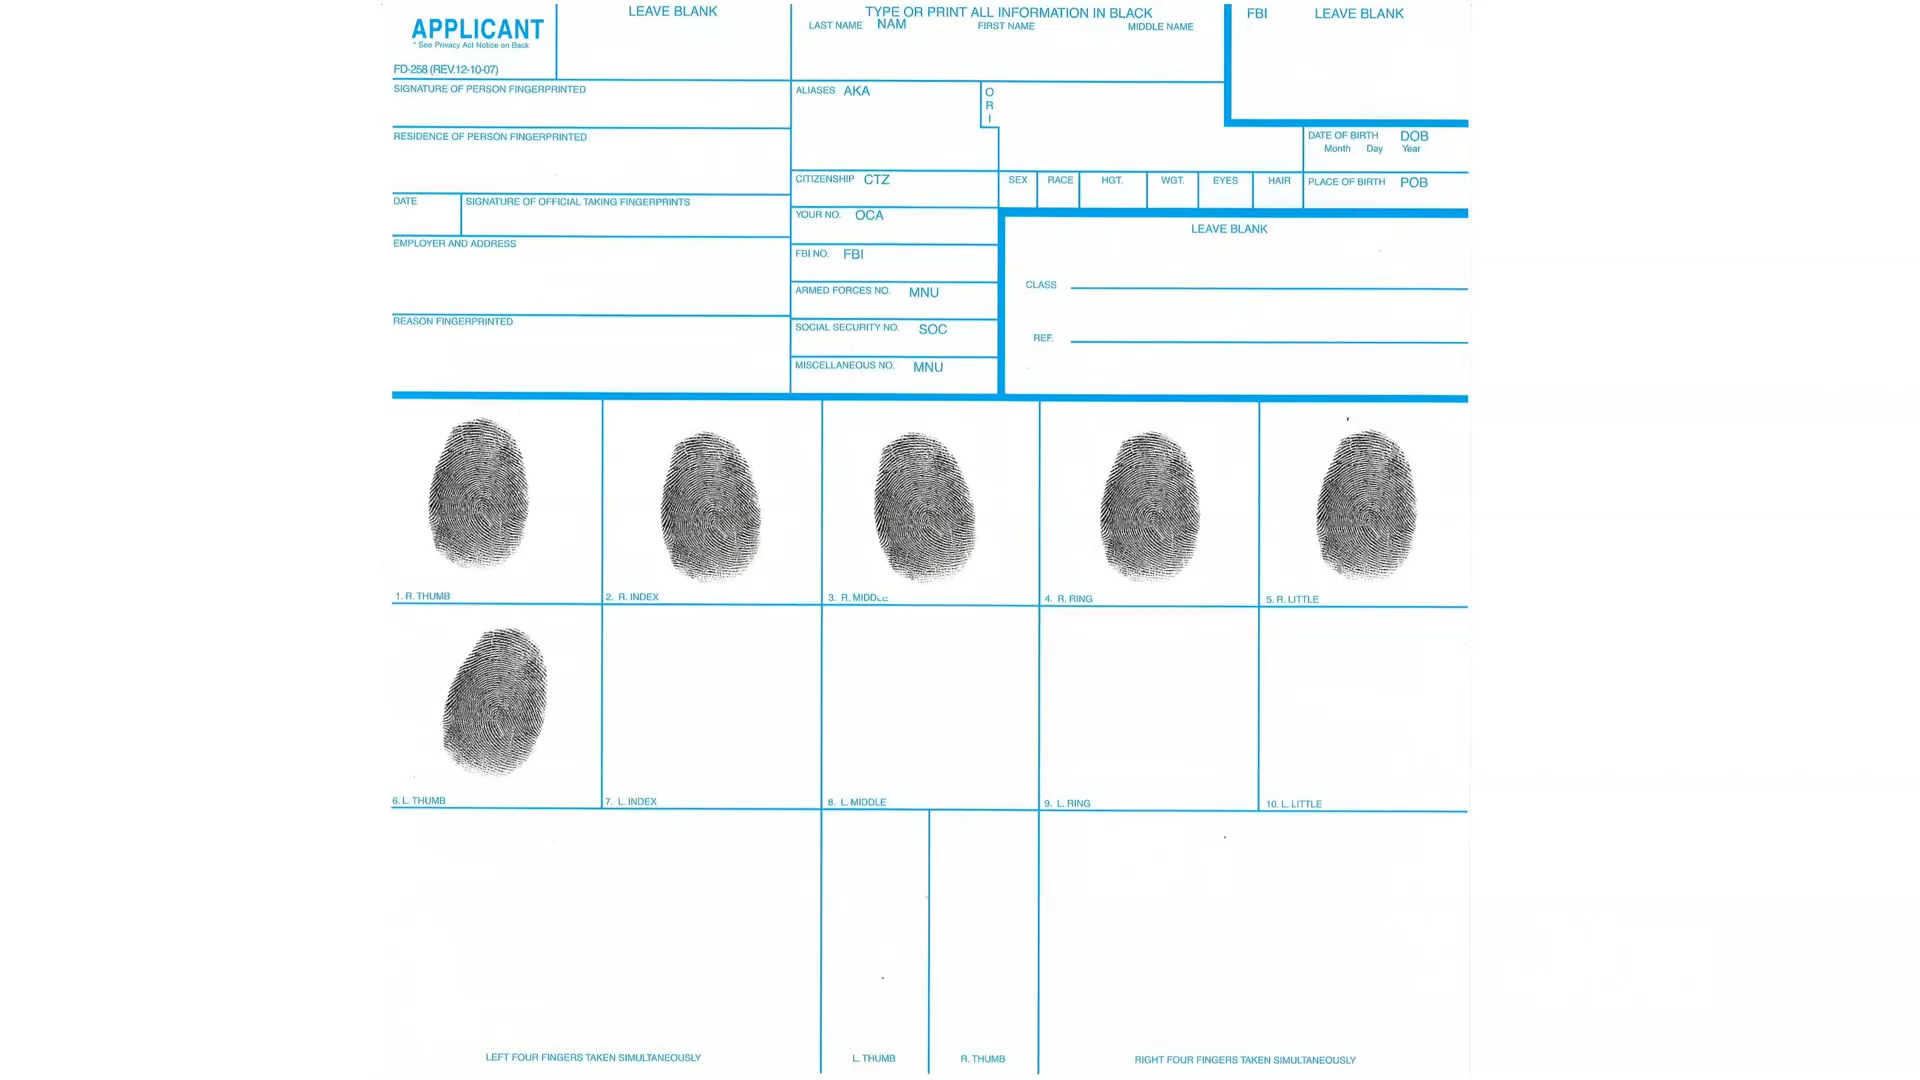 APPLICANT
* See Privacy Act Notice on Back
FD-258 (REV.12-10-07)
LEAVE BLANK
TYPE OR PRINT ALL INFORMATION IN BLACK
LAST NAME NAM FIRST NAME MIDDLE NAME
FBI LEAVE BLANK
SIGNATURE OF PERSON FINGERPRINTED
RESIDENCE OF PERSON FINGERPRINTED
DATE SIGNATURE OF OFFICIAL TAKING FINGERPRINTS
EMPLOYER AND ADDRESS
REASON FINGERPRINTED
ALIASES AKA
O
R
I
CITIZENSHIP CTZ
YOUR NO. OCA
FBI NO. FBI
ARMED FORCES NO. MNU
SOCIAL SECURITY NO. SOC
MISCELLANEOUS NO. MNU
DATE OF BIRTH DOB
Month Day Year
SEX RACE HGT. WGT. EYES HAIR PLACE OF BIRTH POB
LEAVE BLANK
CLASS
REF.
1. R. THUMB 2. R. INDEX 3. R. MIDDLE 4. R. RING 5. R. LITTLE
6. L. THUMB 7. L. INDEX 8. L. MIDDLE 9. L. RING 10. L. LITTLE
LEFT FOUR FINGERS TAKEN SIMULTANEOUSLY L. THUMB R. THUMB RIGHT FOUR FINGERS TAKEN SIMULTANEOUSLY